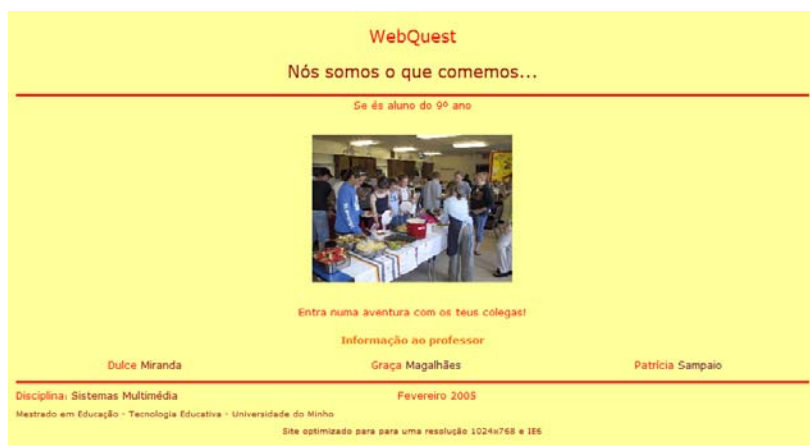 WebQuest
Nós somos o que comemos...
Se és aluno do 9º ano
Entra numa aventura com os teus colegas!
Informação ao professor
Dulce Miranda Graça Magalhães Patrícia Sampaio
Disciplina: Sistemas Multimédia Fevereiro 2005
Mestrado em Educação - Tecnologia Educativa - Universidade do Minho
Site optimizado para para uma resolução 1024x768 e IE6